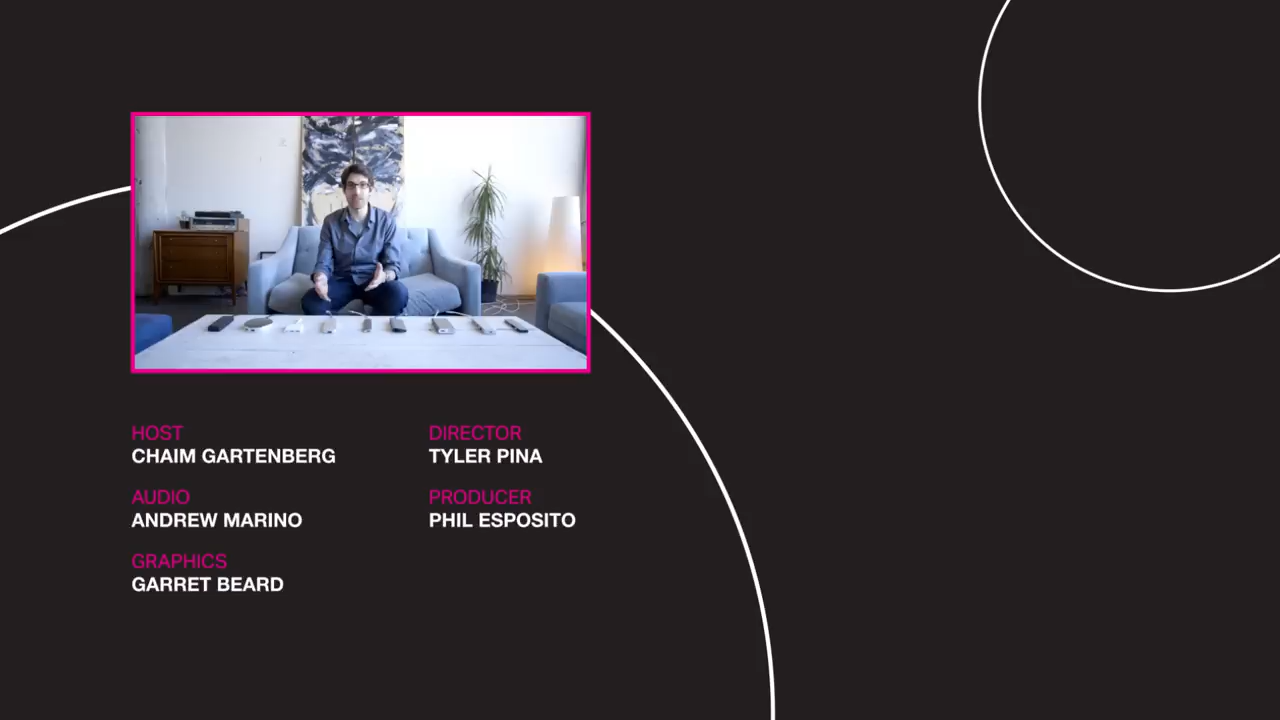 HOST
CHAIM GARTENBERG
AUDIO
ANDREW MARINO
GRAPHICS
GARRET BEARD
DIRECTOR
TYLER PINA
PRODUCER
PHIL ESPOSITO